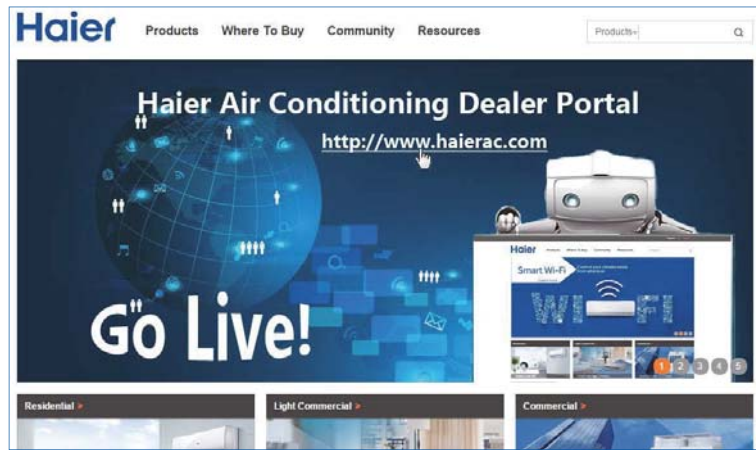 Haier
Products Where To Buy Community Resources
Products
Haier Air Conditioning Dealer Portal
http://www.haierac.com
Haier
Smart Wi-Fi
WI-FI
Go Live!
1 2 3 4 5
Residential >
Light Commercial >
Commercial >